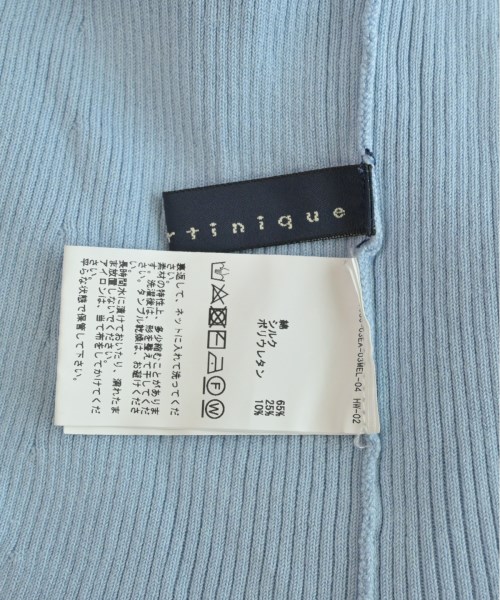 rtinique
綿 65%
シルク 25%
ポリウレタン 10%
裏返して、ネットに入れて洗ってくだ
さい。
素材の特性上、多少縮むことがありま
す。洗濯後は、形を整えて干してくだ
さい。タンブル乾燥は、お避けくださ
い。
長時間水に漬けておいたり、濡れたま
ま放置しないでください。
アイロンは、当て布をしてかけてくだ
さい。
平らな状態で保管して下さい。
F
W
03EA-03MEL-04 HW-02